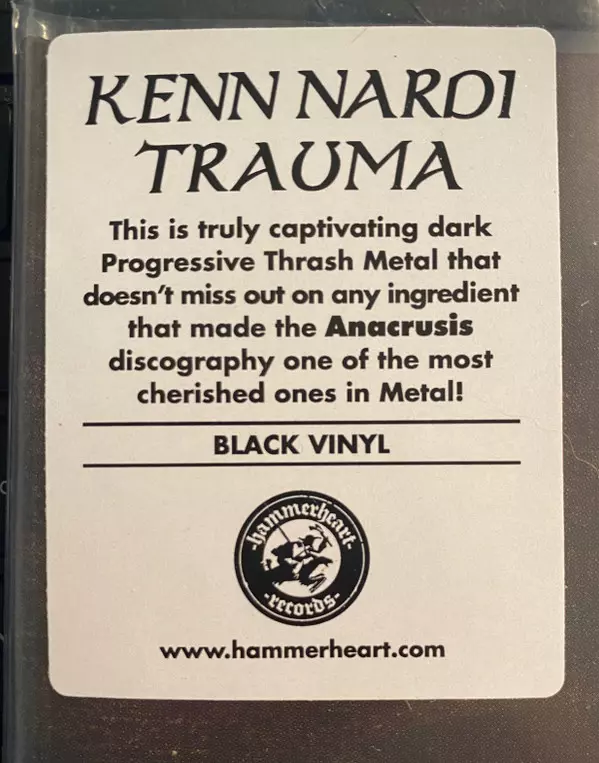 KENN NARDI
TRAUMA
This is truly captivating dark
Progressive Thrash Metal that
doesn't miss out on any ingredient
that made the Anacrusis
discography one of the most
cherished ones in Metal!
BLACK VINYL
-hammerheart-
-records-
www.hammerheart.com